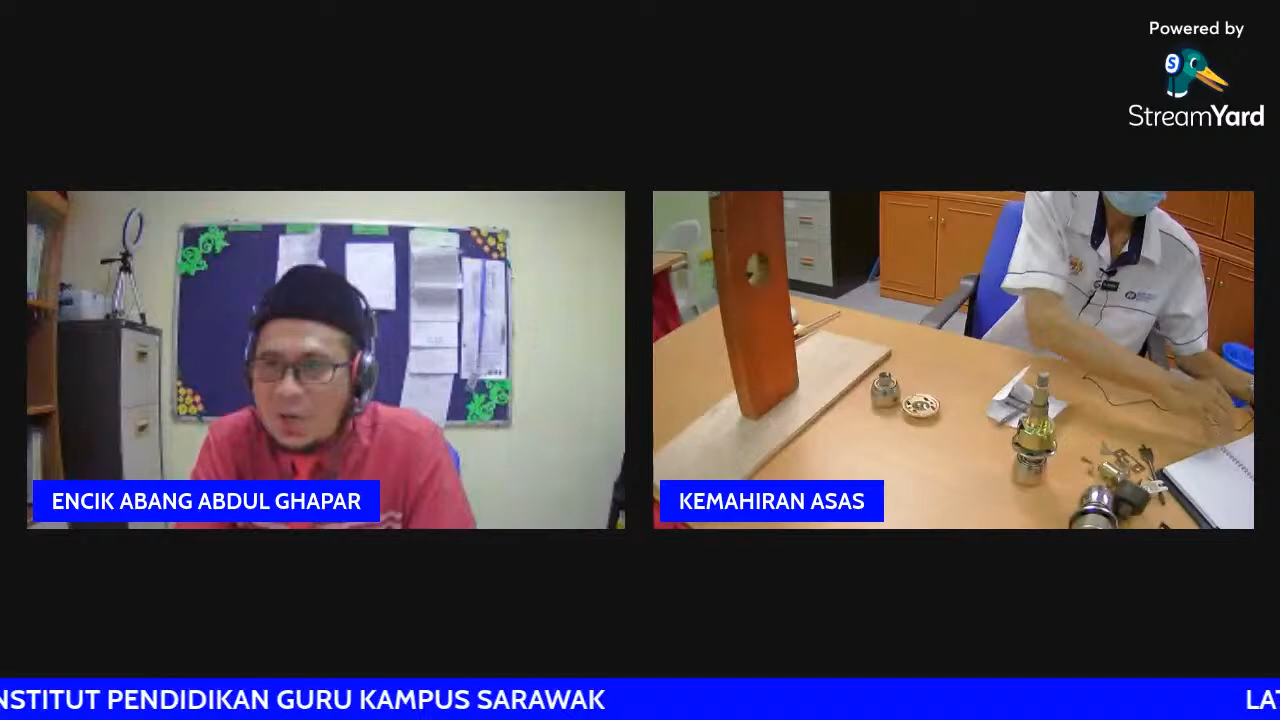 Powered by
StreamYard
ENCIK ABANG ABDUL GHAPAR
KEMAHIRAN ASAS
NSTITUT PENDIDIKAN GURU KAMPUS SARAWAK
LAT